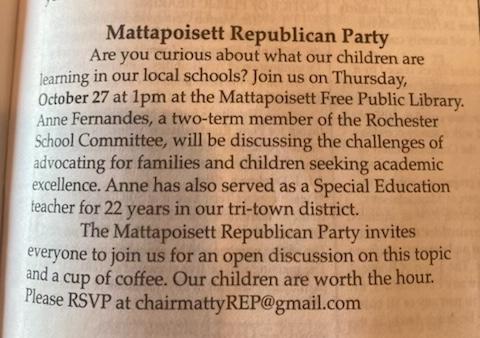 Mattapoisett Republican Party
Are you curious about what our children are
learning in our local schools? Join us on Thursday,
October 27 at 1pm at the Mattapoisett Free Public Library.
Anne Fernandes, a two-term member of the Rochester
School Committee, will be discussing the challenges of
advocating for families and children seeking academic
excellence. Anne has also served as a Special Education
teacher for 22 years in our tri-town district.
The Mattapoisett Republican Party invites
everyone to join us for an open discussion on this topic
and a cup of coffee. Our children are worth the hour.
Please RSVP at chairmattyREP@gmail.com